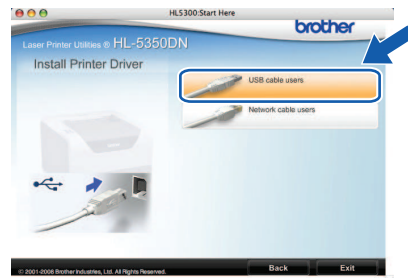 HL5300:Start Here
brother
Laser Printer Utilities ® HL-5350DN
Install Printer Driver
USB cable users
Network cable users
© 2001-2008 Brother Industries, Ltd. All Rights Reserved.
Back
Exit